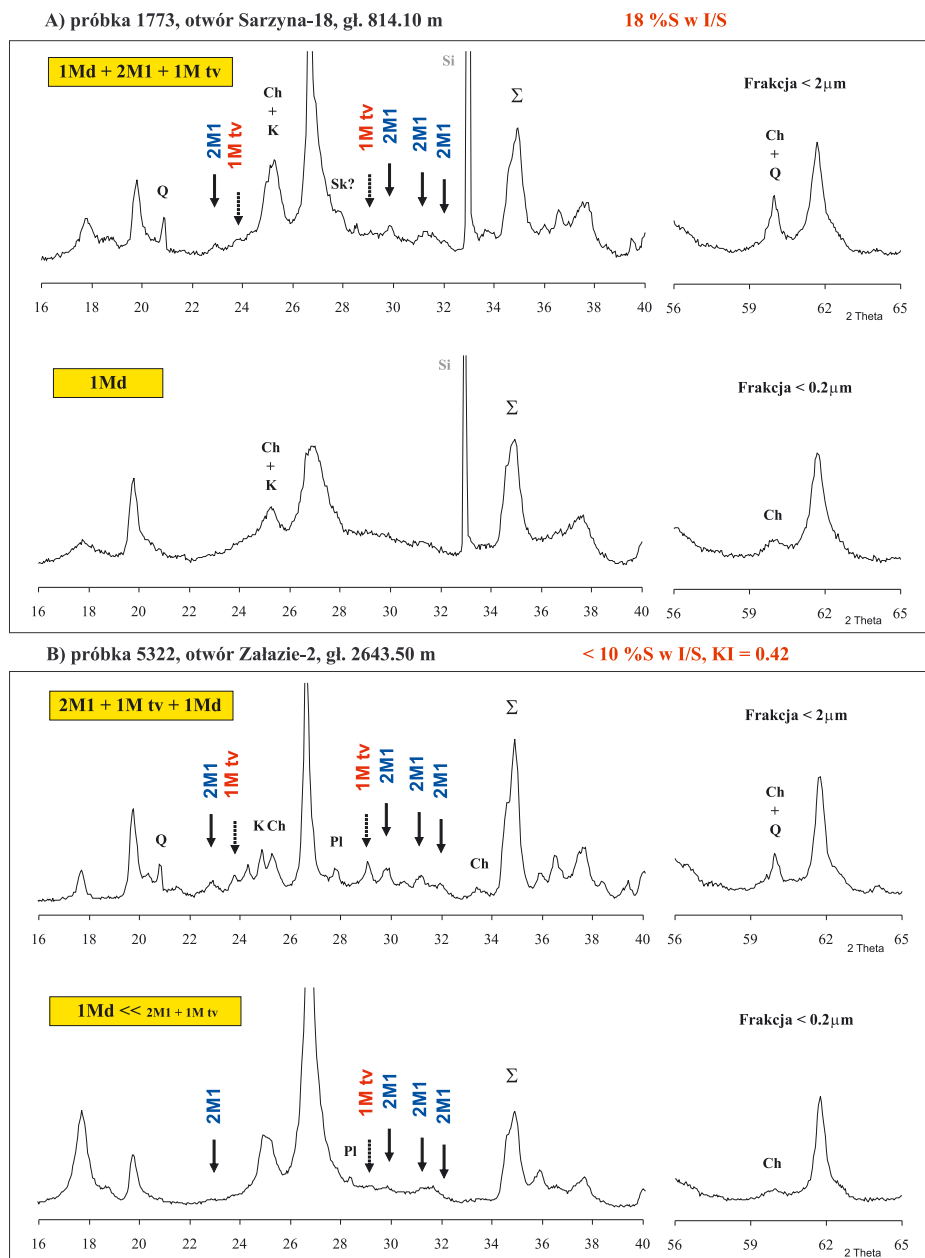 A) próbka 1773, otwór Sarzyna-18, gł. 814.10 m 18 %S w I/S
1Md + 2M1 + 1M tv
Si
Frakcja < 2μm
Ch
+
K
2M1
1M tv
1M tv
2M1
2M1
2M1
Σ
Ch
+
Q
Q
Sk?
16 18 20 22 24 26 28 30 32 34 36 38 40
56 59 62 65
2 Theta
1Md
Si
Frakcja < 0.2μm
Σ
Ch
+
K
Ch
16 18 20 22 24 26 28 30 32 34 36 38 40
56 59 62 65
2 Theta
B) próbka 5322, otwór Załazie-2, gł. 2643.50 m < 10 %S w I/S, KI = 0.42
2M1 + 1M tv + 1Md
Σ
Frakcja < 2μm
2M1
1M tv
1M tv
2M1
2M1
2M1
Ch
+
Q
Q
K Ch
Pl
Ch
16 18 20 22 24 26 28 30 32 34 36 38 40
56 59 62 65
2 Theta
1Md << 2M1 + 1M tv
Frakcja < 0.2μm
Σ
2M1
1M tv
2M1
2M1
2M1
Pl
Ch
16 18 20 22 24 26 28 30 32 34 36 38 40
56 59 62 65
2 Theta